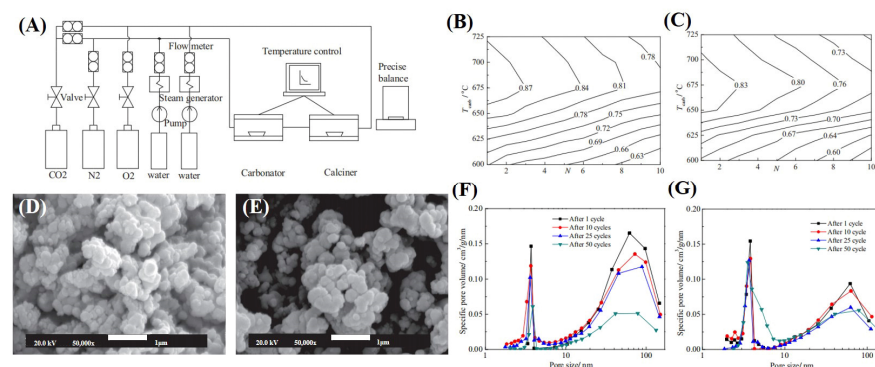 (A)
Flow meter
Temperature control
Precise
balance
Valve
Steam generator
Pump
CO2
N2
O2
water
water
Carbonator
Calciner
(B)
725
700
675
650
625
600
T carb / °C
0.78
0.87
0.84
0.81
0.78
0.75
0.72
0.69
0.66
0.63
2
4
N
6
8
10
(C)
725
700
675
650
625
600
T carb / °C
0.73
0.80
0.76
0.83
0.73
0.70
0.67
0.64
0.60
2
4
N
6
8
10
(D)
20.0 kV 50,000x 1μm
(E)
20.0 kV 50,000x 1μm
(F)
Specific pore volume/ cm³/g/nm
0.20
0.15
0.10
0.05
0.00
After 1 cycle
After 10 cycles
After 25 cycles
After 50 cycles
1
10
100
Pore size/ nm
(G)
Specific pore volume/ cm³/g/nm
0.20
0.15
0.10
0.05
0.00
After 1 cycle
After 10 cycle
After 25 cycle
After 50 cycle
1
10
100
Pore size/ nm